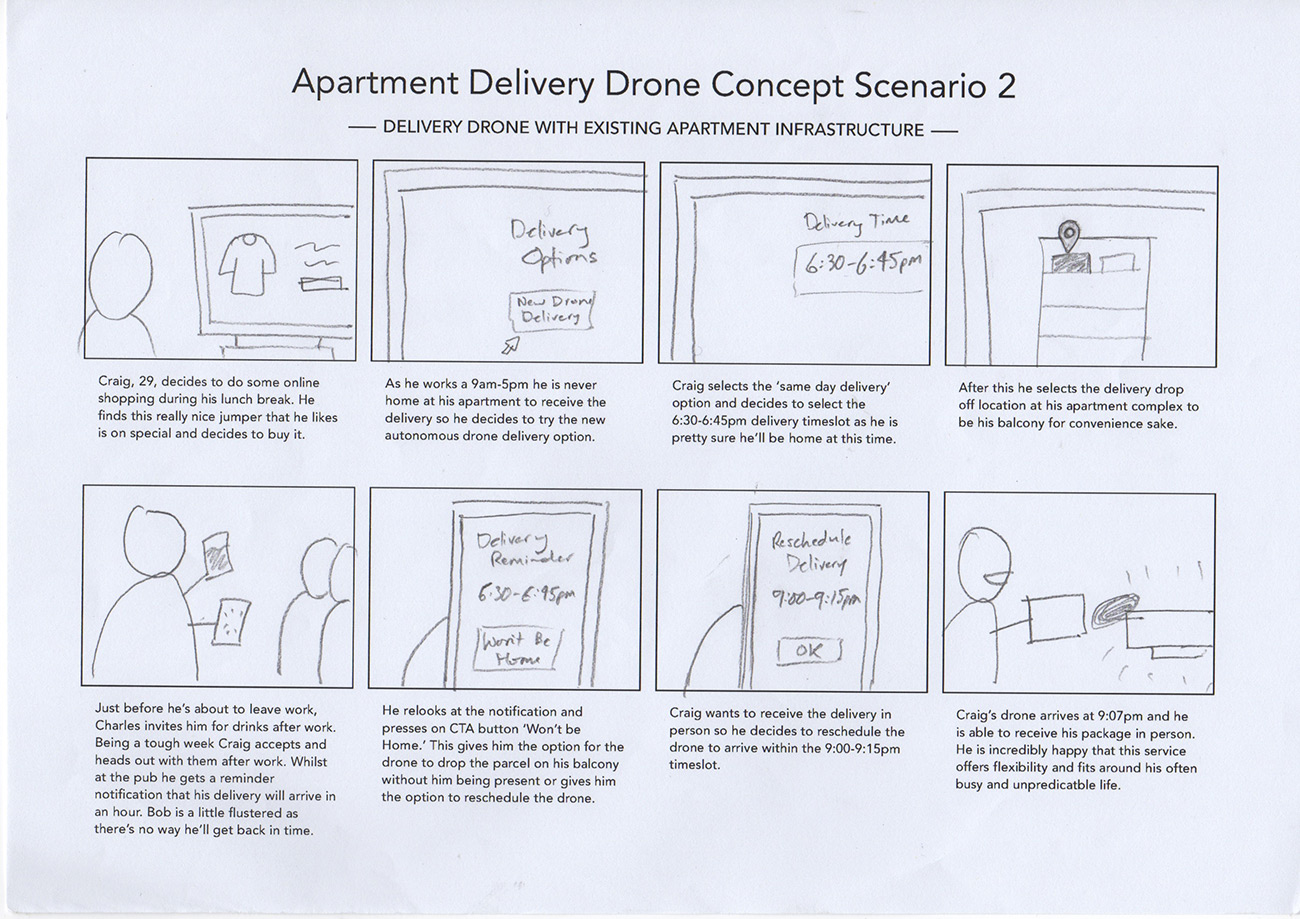 Apartment Delivery Drone Concept Scenario 2
— DELIVERY DRONE WITH EXISTING APARTMENT INFRASTRUCTURE —
Delivery
Options
New Drone
Delivery
Delivery Time
6:30-6:45pm
Craig, 29, decides to do some online
shopping during his lunch break. He
finds this really nice jumper that he likes
is on special and decides to buy it.
As he works a 9am-5pm he is never
home at his apartment to receive the
delivery so he decides to try the new
autonomous drone delivery option.
Craig selects the ‘same day delivery’
option and decides to select the
6:30-6:45pm delivery timeslot as he is
pretty sure he’ll be home at this time.
After this he selects the delivery drop
off location at his apartment complex to
be his balcony for convenience sake.
Delivery
Reminder
6:30-6:45pm
Won't Be
Home
Reschedule
Delivery
9:00-9:15pm
OK
Just before he’s about to leave work,
Charles invites him for drinks after work.
Being a tough week Craig accepts and
heads out with them after work. Whilst
at the pub he gets a reminder
notification that his delivery will arrive in
an hour. Bob is a little flustered as
there’s no way he’ll get back in time.
He relooks at the notification and
presses on CTA button ‘Won’t be
Home.’ This gives him the option for the
drone to drop the parcel on his balcony
without him being present or gives him
the option to reschedule the drone.
Craig wants to receive the delivery in
person so he decides to reschedule the
drone to arrive within the 9:00-9:15pm
timeslot.
Craig’s drone arrives at 9:07pm and he
is able to receive his package in person.
He is incredibly happy that this service
offers flexibility and fits around his often
busy and unpredicatble life.